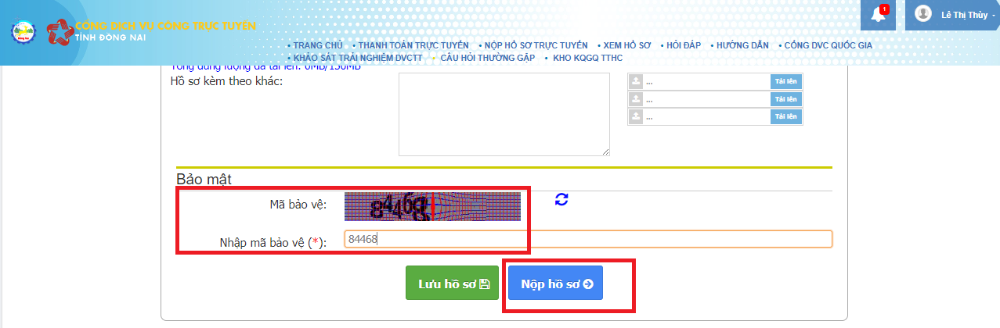 CỔNG DỊCH VỤ CÔNG TRỰC TUYẾN
TỈNH ĐỒNG NAI
1
Lê Thị Thùy
• TRANG CHỦ • THANH TOÁN TRỰC TUYẾN • NỘP HỒ SƠ TRỰC TUYẾN • XEM HỒ SƠ • HỎI ĐÁP • HƯỚNG DẪN • CỔNG DVC QUỐC GIA
• KHẢO SÁT TRẢI NGHIỆM DVCTT • CÂU HỎI THƯỜNG GẶP • KHO KQGQ TTHC
Tổng dung lượng đã tải lên: 0MB/150MB
Hồ sơ kèm theo khác:
... Tải lên
... Tải lên
... Tải lên
Bảo mật
Mã bảo vệ: 84468
Nhập mã bảo vệ (*): 84468
Lưu hồ sơ
Nộp hồ sơ